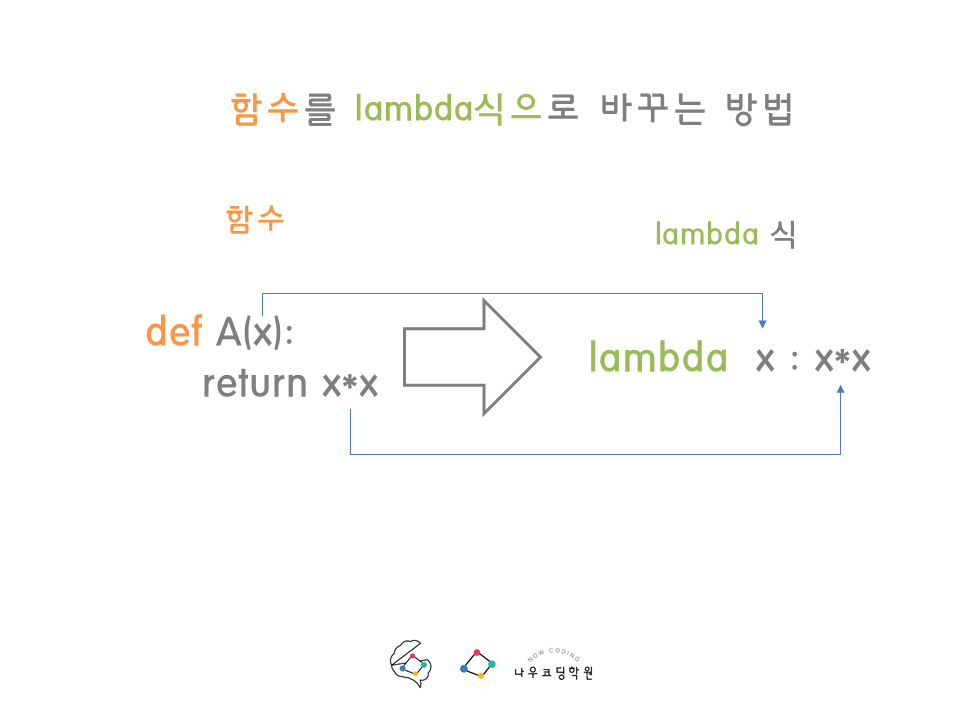 함수를 lambda식으로 바꾸는 방법
함수
lambda 식
def A(x):
return x*x
lambda x : x*x
NOW CODING
나우코딩학원